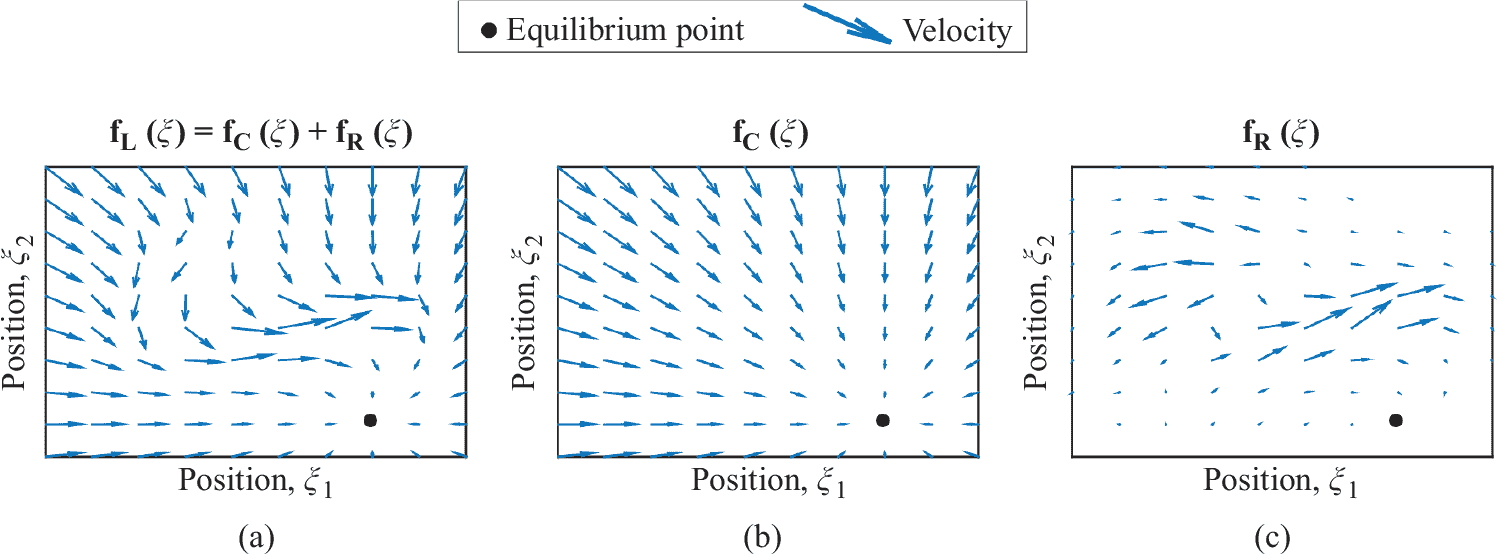 Equilibrium point Velocity
f_L (ξ) = f_C (ξ) + f_R (ξ)
f_C (ξ)
f_R (ξ)
Position, ξ_2
Position, ξ_2
Position, ξ_2
Position, ξ_1
Position, ξ_1
Position, ξ_1
(a)
(b)
(c)